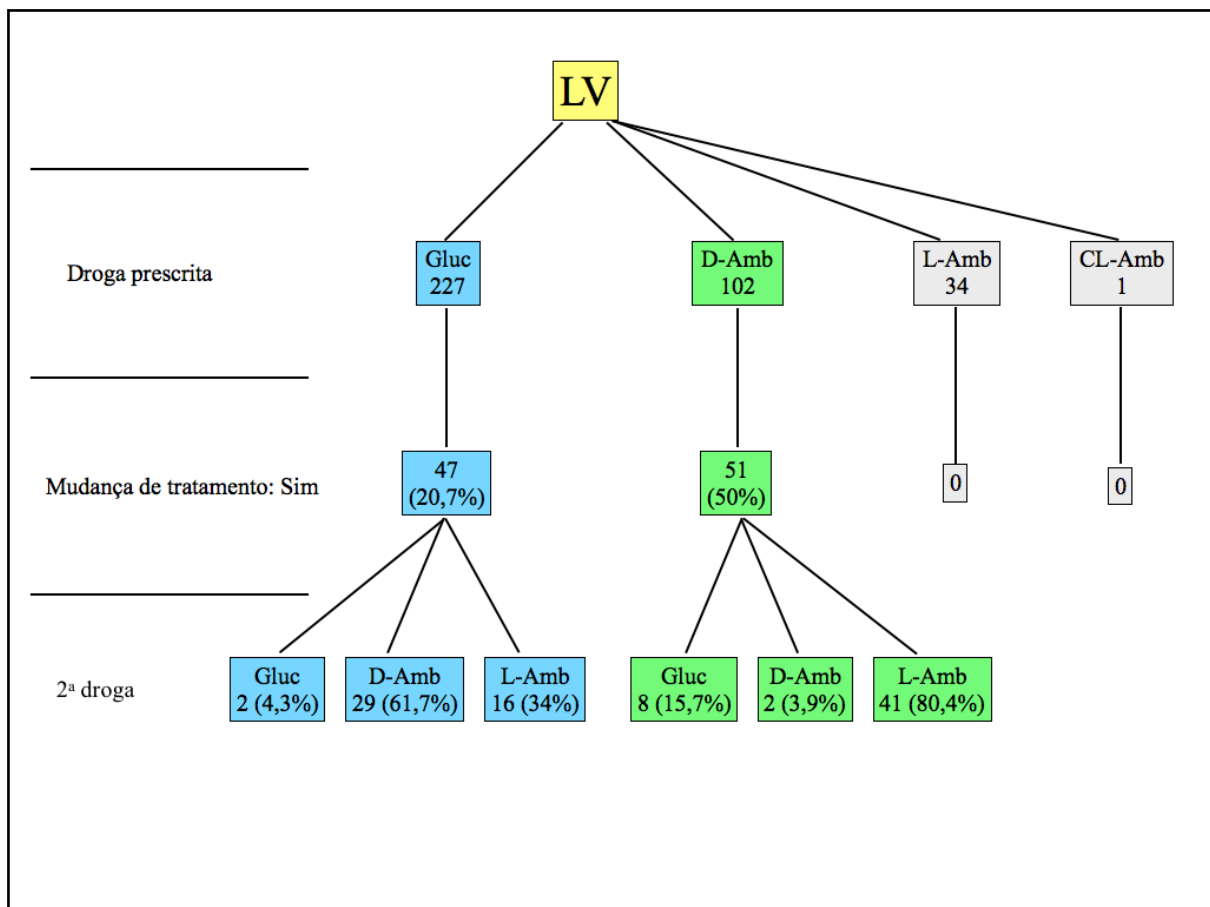 LV
Droga prescrita
Gluc
227
D-Amb
102
L-Amb
34
CL-Amb
1
Mudança de tratamento: Sim
47
(20,7%)
51
(50%)
0
0
2ª droga
Gluc
2 (4,3%)
D-Amb
29 (61,7%)
L-Amb
16 (34%)
Gluc
8 (15,7%)
D-Amb
2 (3,9%)
L-Amb
41 (80,4%)